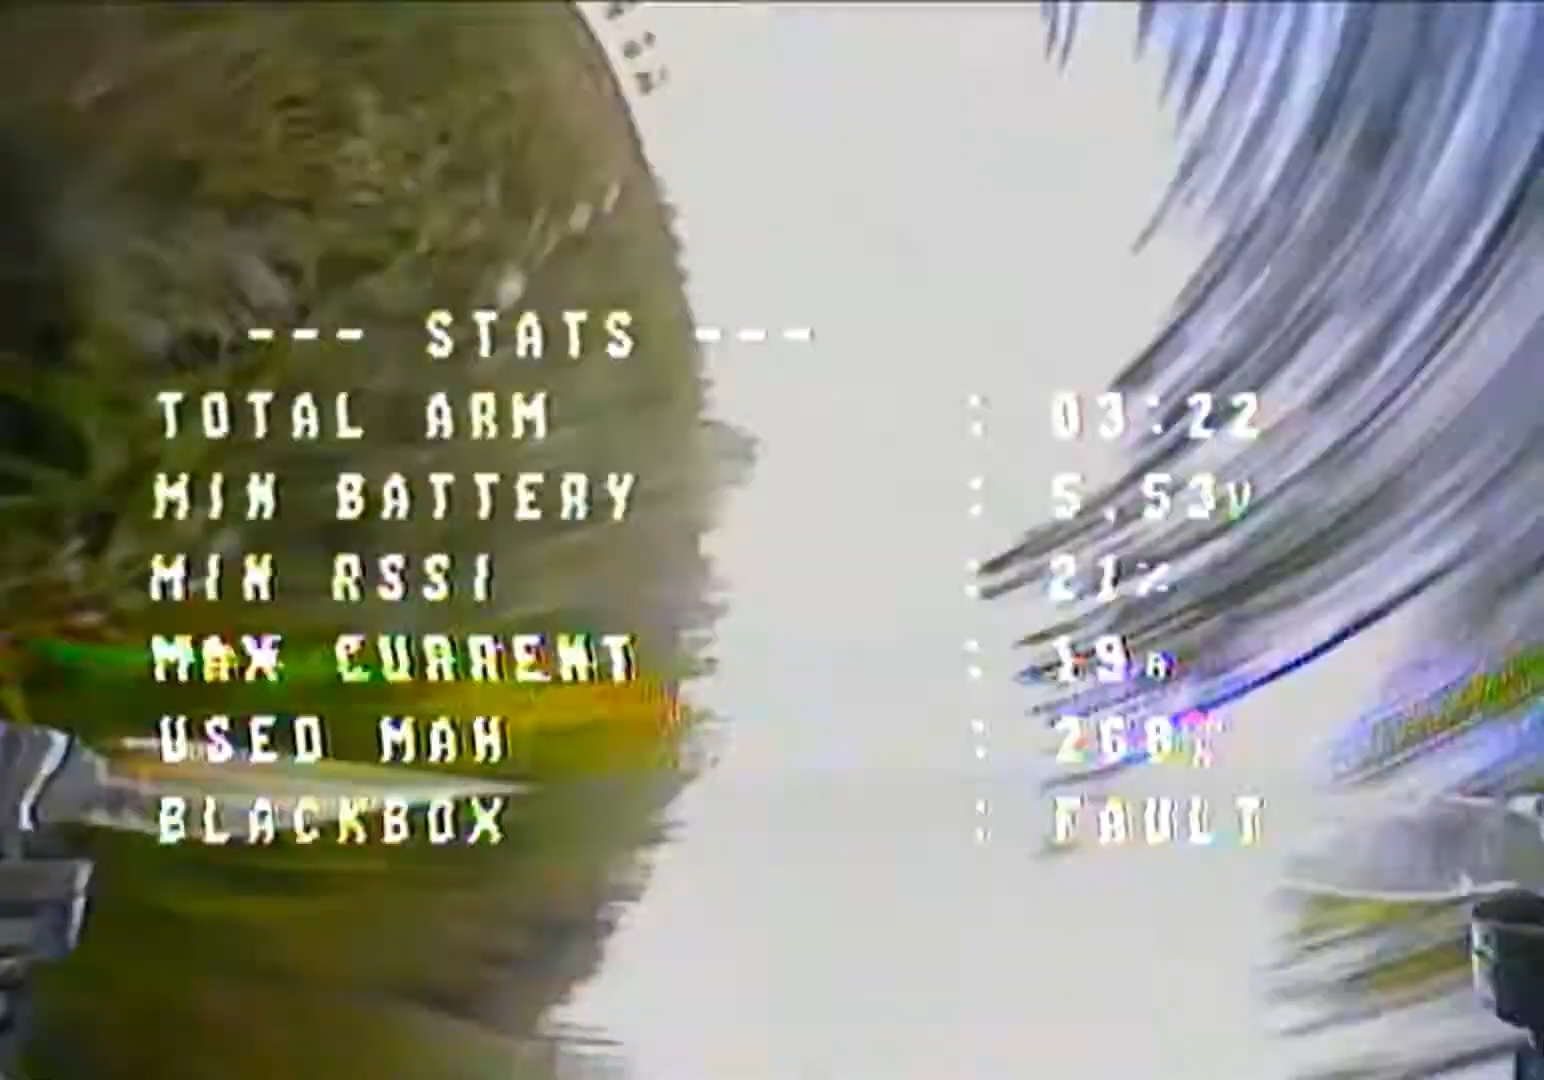 --- STATS ---
TOTAL ARM : 03:22
MIN BATTERY : 5.53V
MIN RSSI : 21%
MAX CURRENT : 19A
USED MAH : 268
BLACKBOX : FAULT